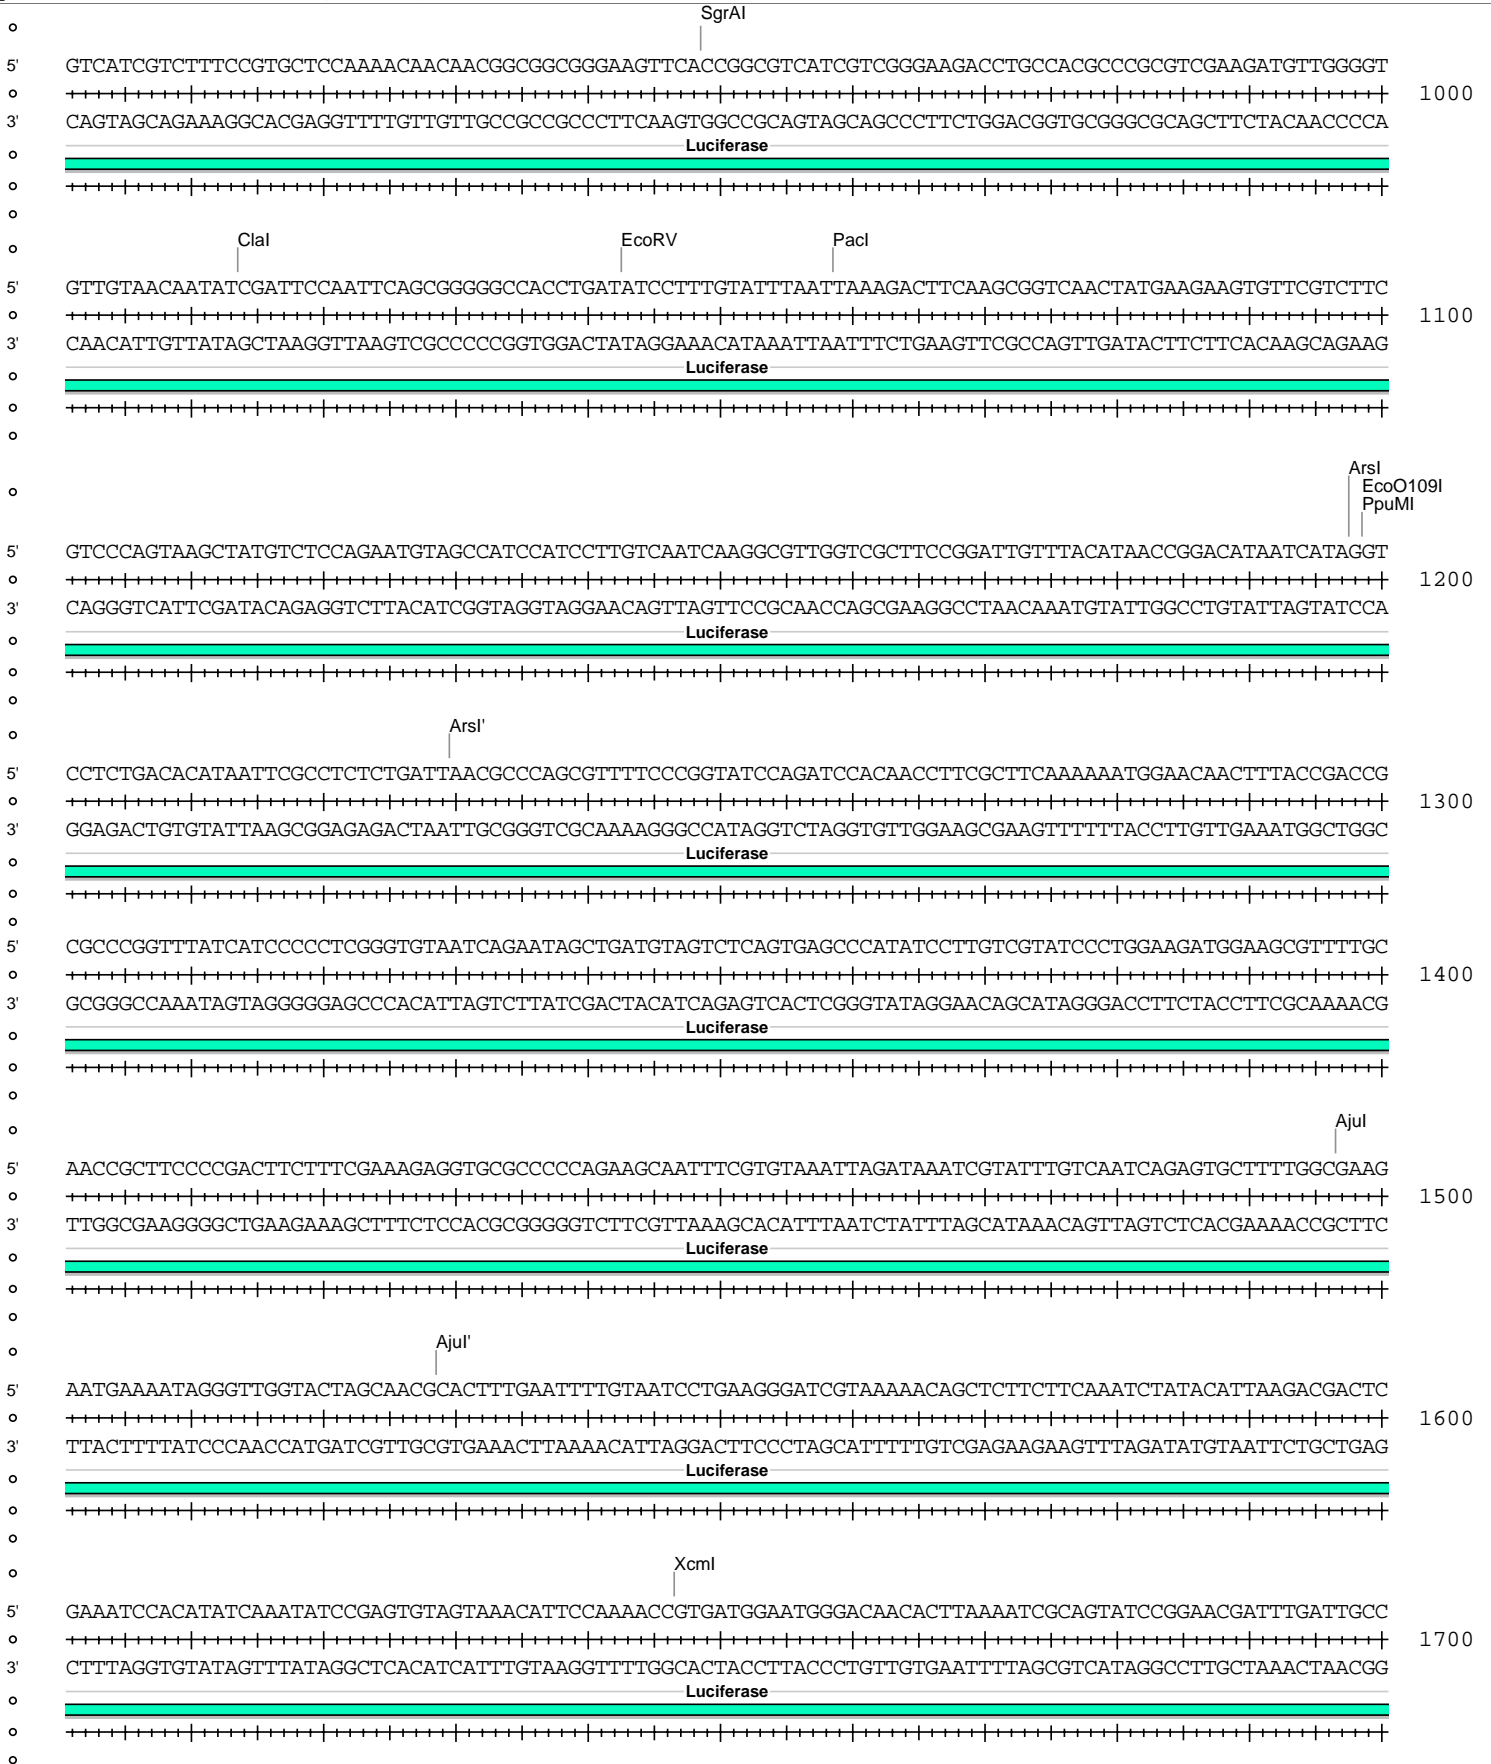 SgrAI
5' GTCATCGTCTTTCCGTGCTCCAAAACAACAACGGCGGCGGGAAGTTCACCGGCGTCATCGTCGGGAAGACCTGCCACGCCCGCGTCGAAGATGTTGGGGT
1000
3' CAGTAGCAGAAAGGCACGAGGTTTTGTTGTTGCCGCCGCCCTTCAAGTGGCCGCAGTAGCAGCCCTTCTGGACGGTGCGGGCGCAGCTTCTACAACCCCA
Luciferase
ClaI EcoRV PacI
5' GTTGTAACAATATCGATTCCAATTCAGCGGGGGCCACCTGATATCCTTTGTATTTAATTAAAGACTTCAAGCGGTCAACTATGAAGAAGTGTTCGTCTTC
1100
3' CAACATTGTTATAGCTAAGGTTAAGTCGCCCCCGGTGGACTATAGGAAACATAAATTAATTTCTGAAGTTCGCCAGTTGATACTTCTTCACAAGCAGAAG
Luciferase
ArsI
EcoO109I
PpuMI
5' GTCCCAGTAAGCTATGTCTCCAGAATGTAGCCATCCATCCTTGTCAATCAAGGCGTTGGTCGCTTCCGGATTGTTTACATAACCGGACATAATCATAGGT
1200
3' CAGGGTCATTCGATACAGAGGTCTTACATCGGTAGGTAGGAACAGTTAGTTCCGCAACCAGCGAAGGCCTAACAAATGTATTGGCCTGTATTAGTATCCA
Luciferase
ArsI'
5' CCTCTGACACATAATTCGCCTCTCTGATTAACGCCCAGCGTTTTCCCGGTATCCAGATCCACAACCTTCGCTTCAAAAAATGGAACAACTTTACCGACCG
1300
3' GGAGACTGTGTATTAAGCGGAGAGACTAATTGCGGGTCGCAAAAGGGCCATAGGTCTAGGTGTTGGAAGCGAAGTTTTTTACCTTGTTGAAATGGCTGGC
Luciferase
5' CGCCCGGTTTATCATCCCCCTCGGGTGTAATCAGAATAGCTGATGTAGTCTCAGTGAGCCCATATCCTTGTCGTATCCCTGGAAGATGGAAGCGTTTTGC
1400
3' GCGGGCCAAATAGTAGGGGGAGCCCACATTAGTCTTATCGACTACATCAGAGTCACTCGGGTATAGGAACAGCATAGGGACCTTCTACCTTCGCAAAACG
Luciferase
AjuI
5' AACCGCTTCCCCGACTTCTTTCGAAAGAGGTGCGCCCCCAGAAGCAATTTCGTGTAAATTAGATAAATCGTATTTGTCAATCAGAGTGCTTTTGGCGAAG
1500
3' TTGGCGAAGGGGCTGAAGAAAGCTTTCTCCACGCGGGGGTCTTCGTTAAAGCACATTTAATCTATTTAGCATAAACAGTTAGTCTCACGAAAACCGCTTC
Luciferase
AjuI'
5' AATGAAAATAGGGTTGGTACTAGCAACGCACTTTGAATTTTGTAATCCTGAAGGGATCGTAAAAACAGCTCTTCTTCAAATCTATACATTAAGACGACTC
1600
3' TTACTTTTATCCCAACCATGATCGTTGCGTGAAACTTAAAACATTAGGACTTCCCTAGCATTTTTGTCGAGAAGAAGTTTAGATATGTAATTCTGCTGAG
Luciferase
XcmI
5' GAAATCCACATATCAAATATCCGAGTGTAGTAAACATTCCAAAACCGTGATGGAATGGGACAACACTTAAAATCGCAGTATCCGGAACGATTTGATTGCC
1700
3' CTTTAGGTGTATAGTTTATAGGCTCACATCATTTGTAAGGTTTTGGCACTACCTTACCCTGTTGTGAATTTTAGCGTCATAGGCCTTGCTAAACTAACGG
Luciferase